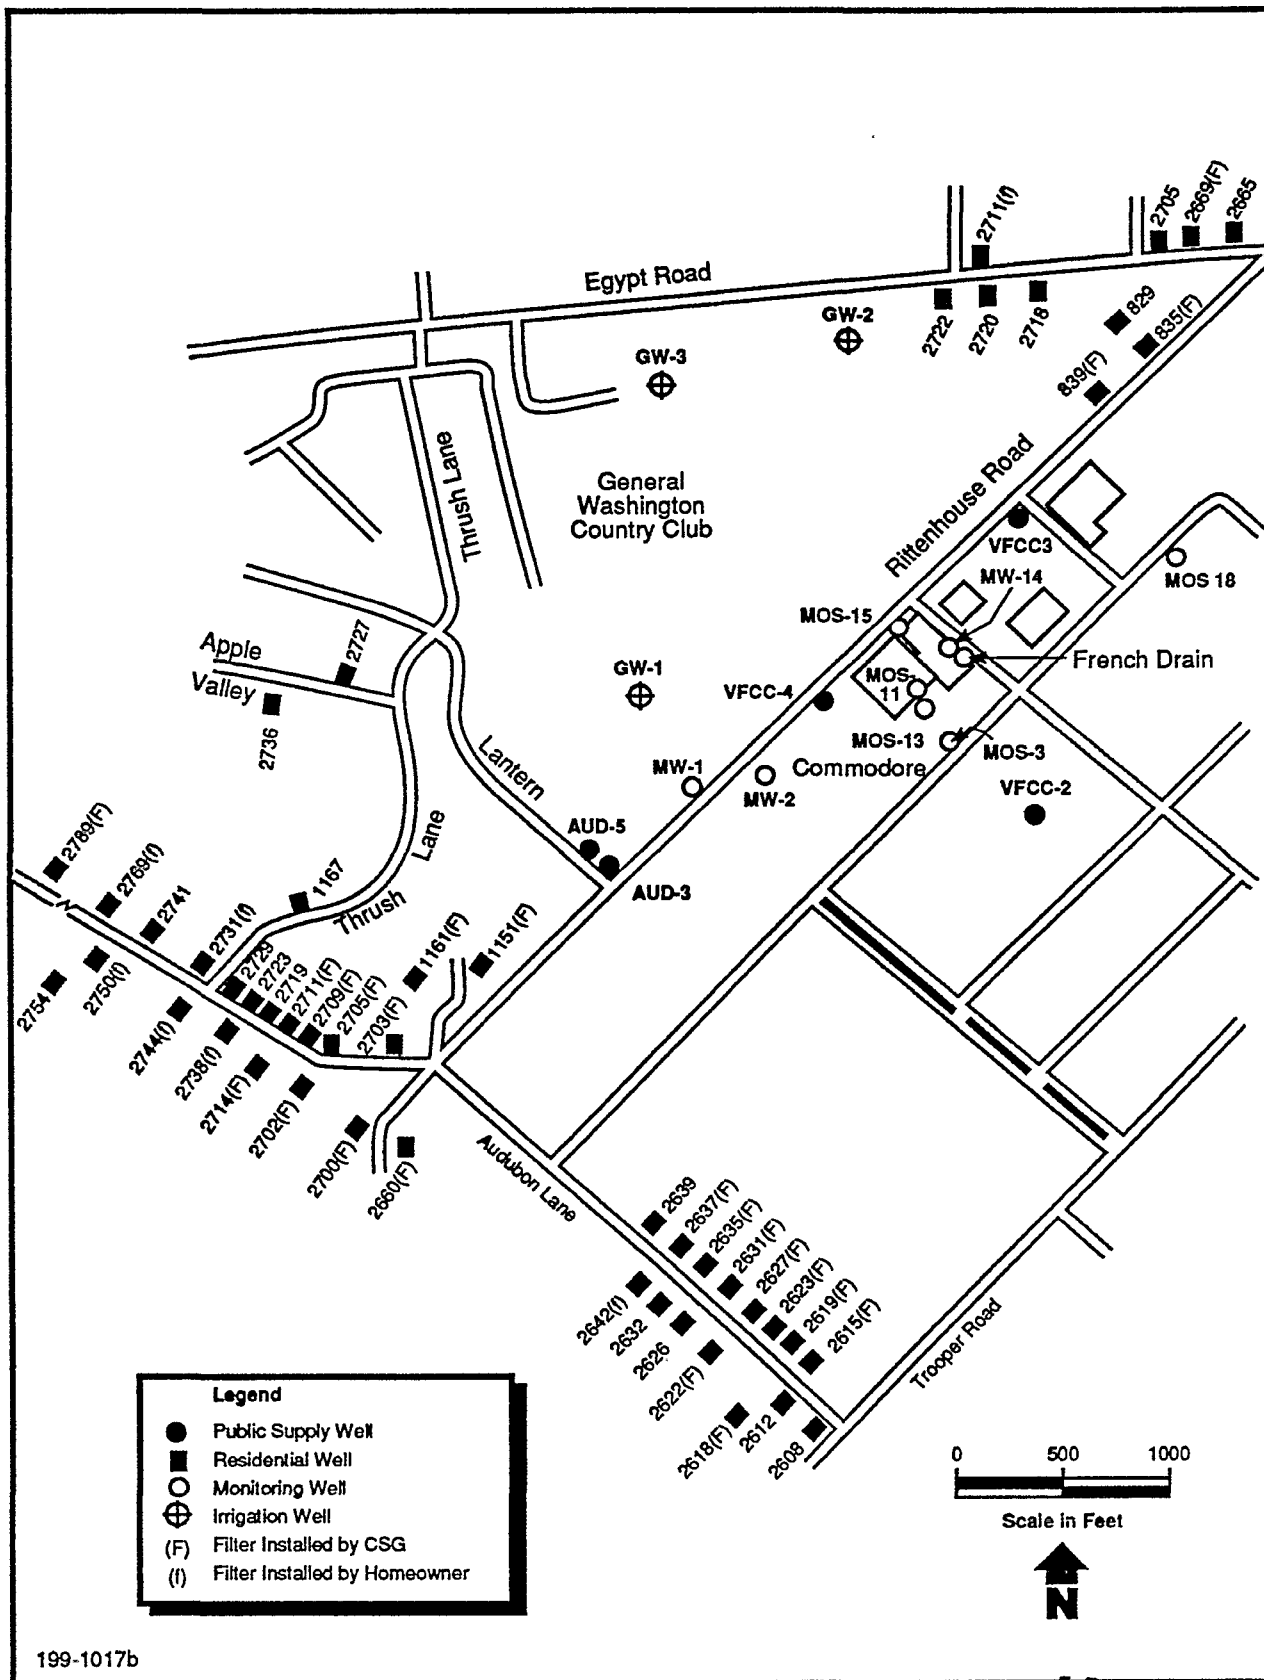 2711(f)
2705
2669(F)
2665
Egypt Road
GW-2
2722
2720
2718
829
835(F)
839(F)
GW-3
Thrush Lane
General
Washington
Country Club
Rittenhouse Road
VFCC3
MW-14
MOS 18
MOS-15
French Drain
Apple
Valley
2727
2736
GW-1
VFCC-4
MOS-
11
MOS-13
MOS-3
Commodore
VFCC-2
MW-1
MW-2
Lantern
AUD-5
AUD-3
Lane
Thrush
1167
2789(F)
2769(f)
2741
2731(f)
2729
2723
2719
2711(F)
2709(F)
2705(F)
2703(F)
1161(F)
1151(F)
2754
2750(f)
2744(f)
2738(f)
2714(F)
2702(F)
2700(F)
2660(F)
Audubon Lane
2639
2637(F)
2635(F)
2631(F)
2627(F)
2623(F)
2619(F)
2615(F)
2642(f)
2632
2626
2622(F)
2618(F)
2612
2608
Trooper Road
Legend
Public Supply Well
Residential Well
Monitoring Well
Irrigation Well
(F) Filter Installed by CSG
(f) Filter Installed by Homeowner
0 500 1000
Scale in Feet
N
199-1017b